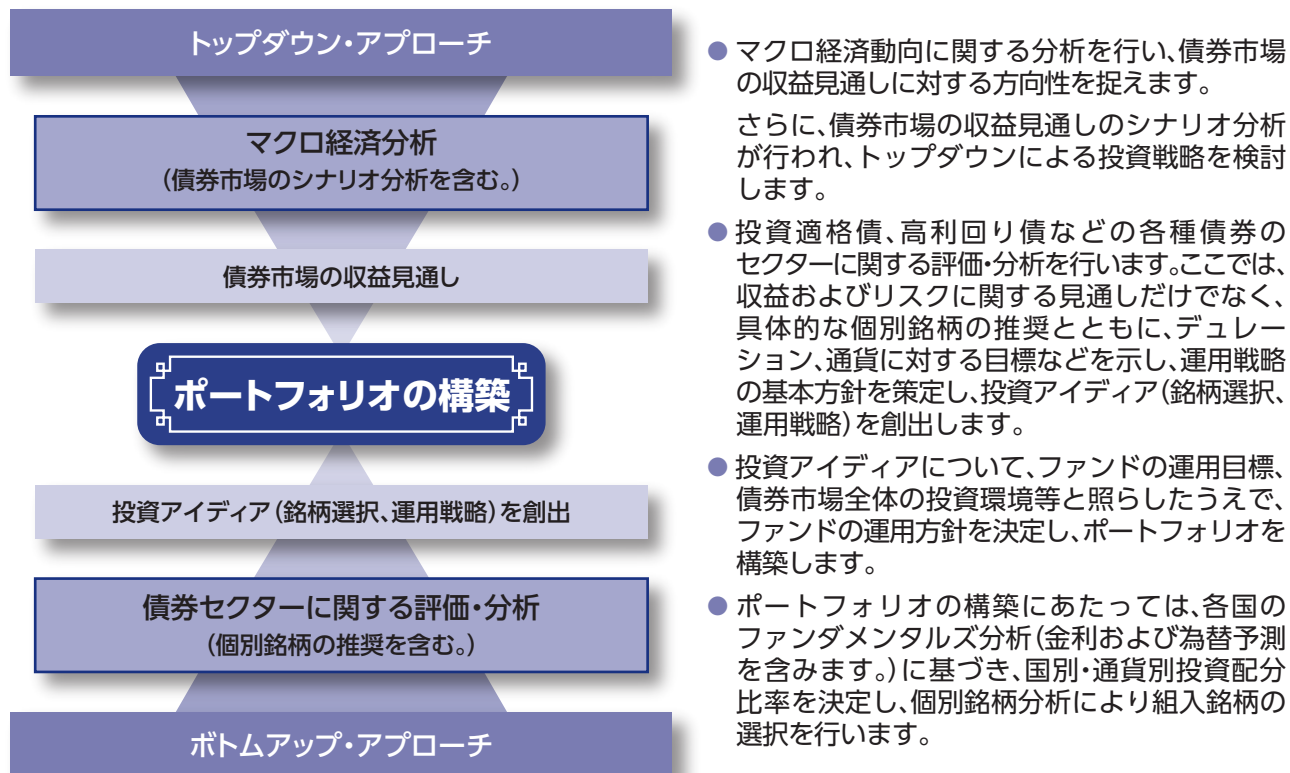 トップダウン・アプローチ
マクロ経済分析
(債券市場のシナリオ分析を含む。)
債券市場の収益見通し
ポートフォリオの構築
投資アイディア(銘柄選択、運用戦略)を創出
債券セクターに関する評価・分析
(個別銘柄の推奨を含む。)
ボトムアップ・アプローチ
● マクロ経済動向に関する分析を行い、債券市場
の収益見通しに対する方向性を捉えます。
さらに、債券市場の収益見通しのシナリオ分析
が行われ、トップダウンによる投資戦略を検討
します。
● 投資適格債、高利回り債などの各種債券の
セクターに関する評価・分析を行います。ここでは、
収益およびリスクに関する見通しだけでなく、
具体的な個別銘柄の推奨とともに、デュレー
ション、通貨に対する目標などを示し、運用戦略
の基本方針を策定し、投資アイディア(銘柄選択、
運用戦略)を創出します。
● 投資アイディアについて、ファンドの運用目標、
債券市場全体の投資環境等と照らしたうえで、
ファンドの運用方針を決定し、ポートフォリオを
構築します。
● ポートフォリオの構築にあたっては、各国の
ファンダメンタルズ分析(金利および為替予測
を含みます。)に基づき、国別・通貨別投資配分
比率を決定し、個別銘柄分析により組入銘柄の
選択を行います。